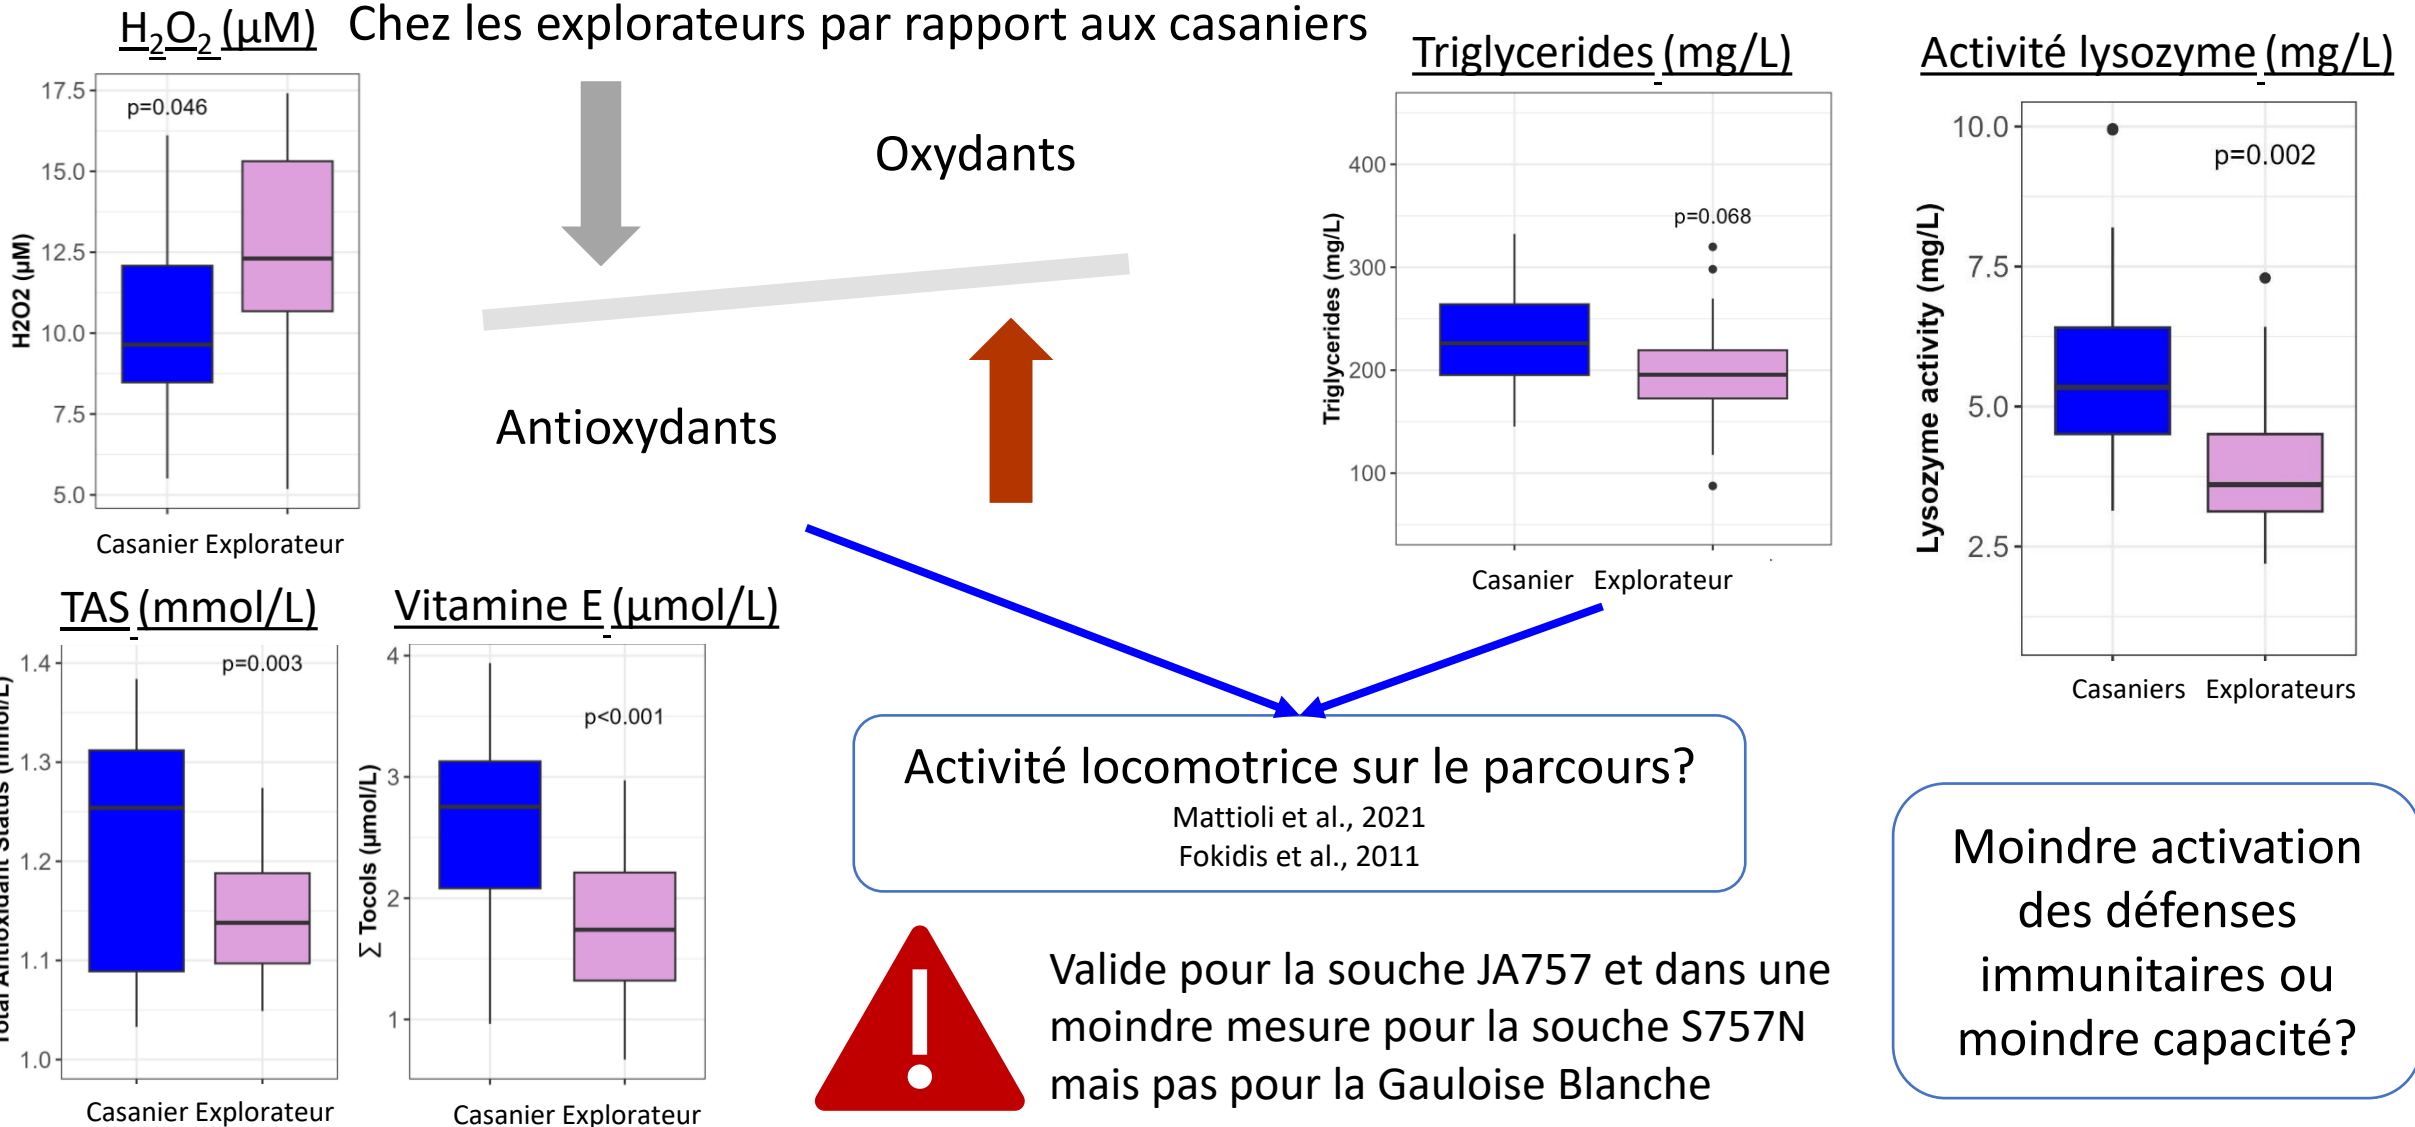 H2O2 (µM)
Chez les explorateurs par rapport aux casaniers
Triglycerides (mg/L)
Activité lysozyme (mg/L)
17.5
15.0
12.5
10.0
7.5
5.0
H2O2 (µM)
p=0.046
Casanier Explorateur
Oxydants
Antioxydants
400
300
200
100
Triglycerides (mg/L)
p=0.068
Casanier Explorateur
10.0
7.5
5.0
2.5
Lysozyme activity (mg/L)
p=0.002
Casaniers Explorateurs
TAS (mmol/L)
1.4
1.3
1.2
1.1
1.0
Total Antioxidant Status (mmol/L)
p=0.003
Casanier Explorateur
Vitamine E (µmol/L)
4
3
2
1
∑ Tocols (µmol/L)
p<0.001
Casanier Explorateur
Activité locomotrice sur le parcours?
Mattioli et al., 2021
Fokidis et al., 2011
Valide pour la souche JA757 et dans une
moindre mesure pour la souche S757N
mais pas pour la Gauloise Blanche
Moindre activation
des défenses
immunitaires ou
moindre capacité?